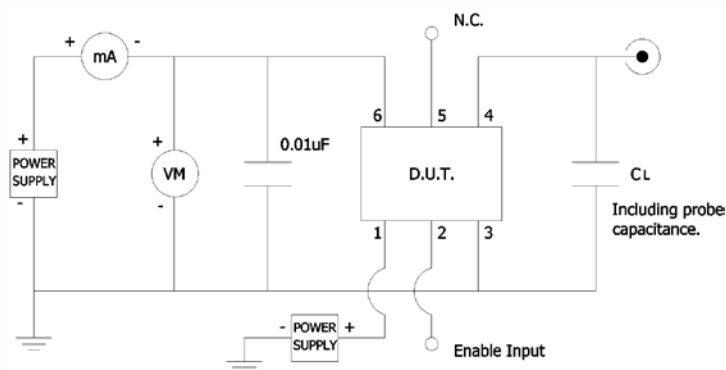 N.C.
+ mA -
6 5 4
0.01uF
+
POWER
SUPPLY
-
+
VM
-
D.U.T.
CL
Including probe
capacitance.
1 2 3
- POWER
SUPPLY +
Enable Input